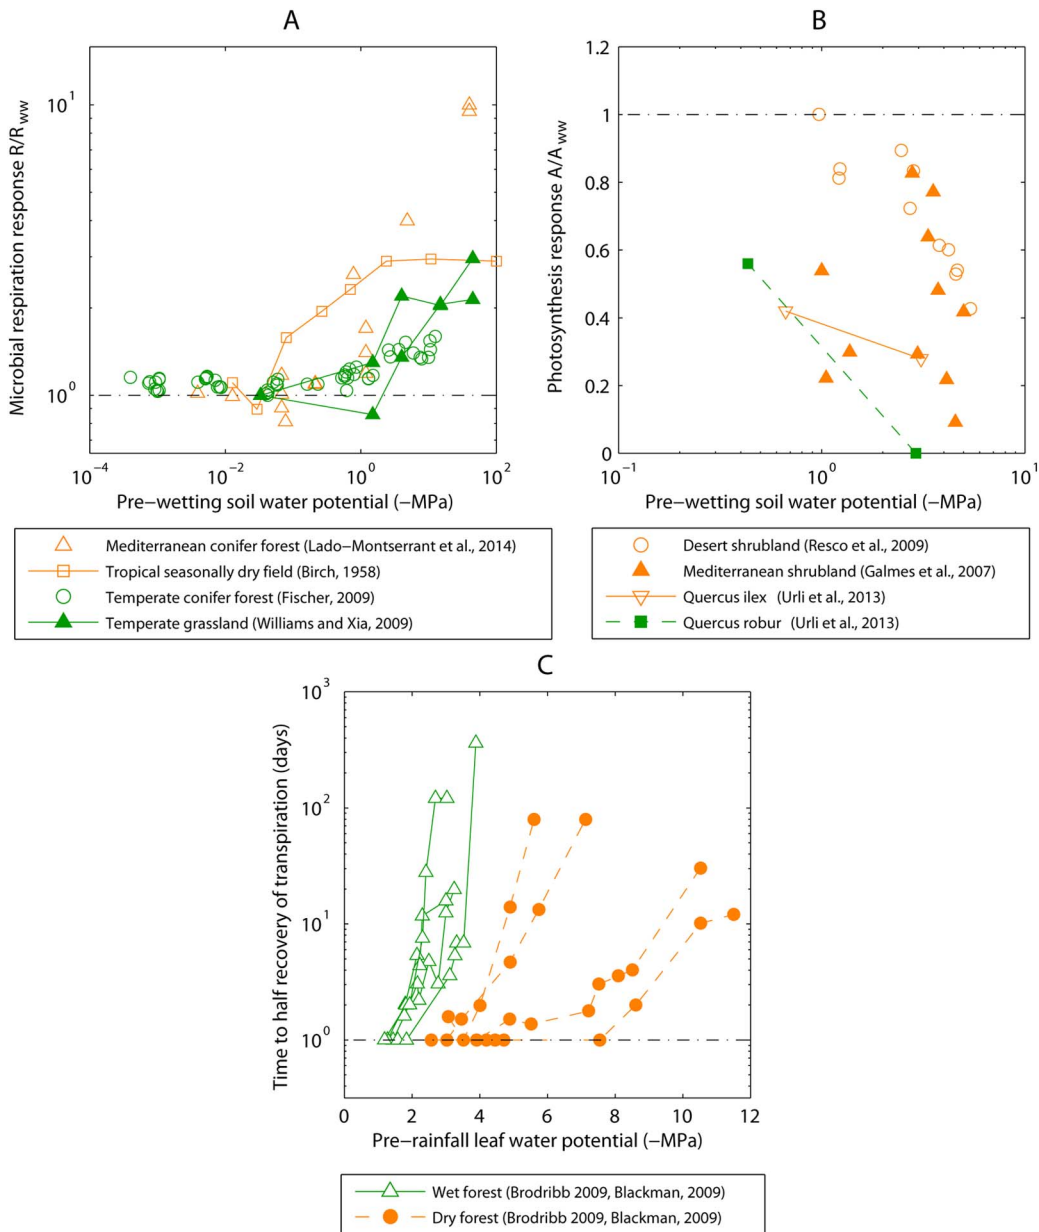 A
Microbial respiration response R/Rww
10^1
10^0
10^-4
10^-2
10^0
10^2
Pre-wetting soil water potential (-MPa)
Mediterranean conifer forest (Lado-Montserrant et al., 2014)
Tropical seasonally dry field (Birch, 1958)
Temperate conifer forest (Fischer, 2009)
Temperate grassland (Williams and Xia, 2009)
B
Photosynthesis response A/Aww
1.2
1
0.8
0.6
0.4
0.2
0
10^-1
10^0
10^1
Pre-wetting soil water potential (-MPa)
Desert shrubland (Resco et al., 2009)
Mediterranean shrubland (Galmes et al., 2007)
Quercus ilex (Urli et al., 2013)
Quercus robur (Urli et al., 2013)
C
Time to half recovery of transpiration (days)
10^3
10^2
10^1
10^0
0 2 4 6 8 10 12
Pre-rainfall leaf water potential (-MPa)
Wet forest (Brodribb 2009, Blackman, 2009)
Dry forest (Brodribb 2009, Blackman, 2009)